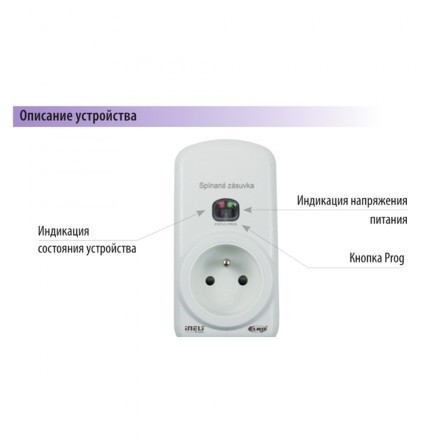 Описание устройства
Spínaná zásuvka
Индикация напряжения
питания
Индикация
состояния устройства
Кнопка Prog
iNELS